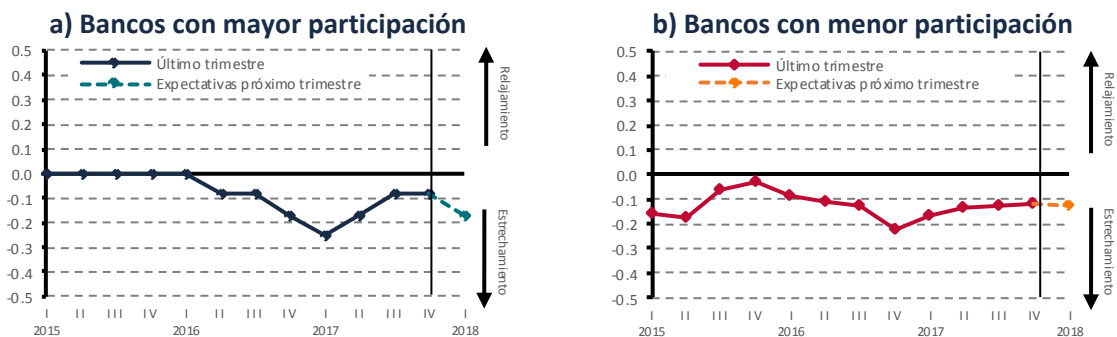 a) Bancos con mayor participación
0.5
0.4
0.3
0.2
0.1
0.0
-0.1
-0.2
-0.3
-0.4
-0.5
Último trimestre
Expectativas próximo trimestre
Relajamiento
Estrechamiento
I II III IV I II III IV I II III IV I
2015 2016 2017 2018
b) Bancos con menor participación
0.5
0.4
0.3
0.2
0.1
0.0
-0.1
-0.2
-0.3
-0.4
-0.5
Último trimestre
Expectativas próximo trimestre
Relajamiento
Estrechamiento
I II III IV I II III IV I II III IV I
2015 2016 2017 2018